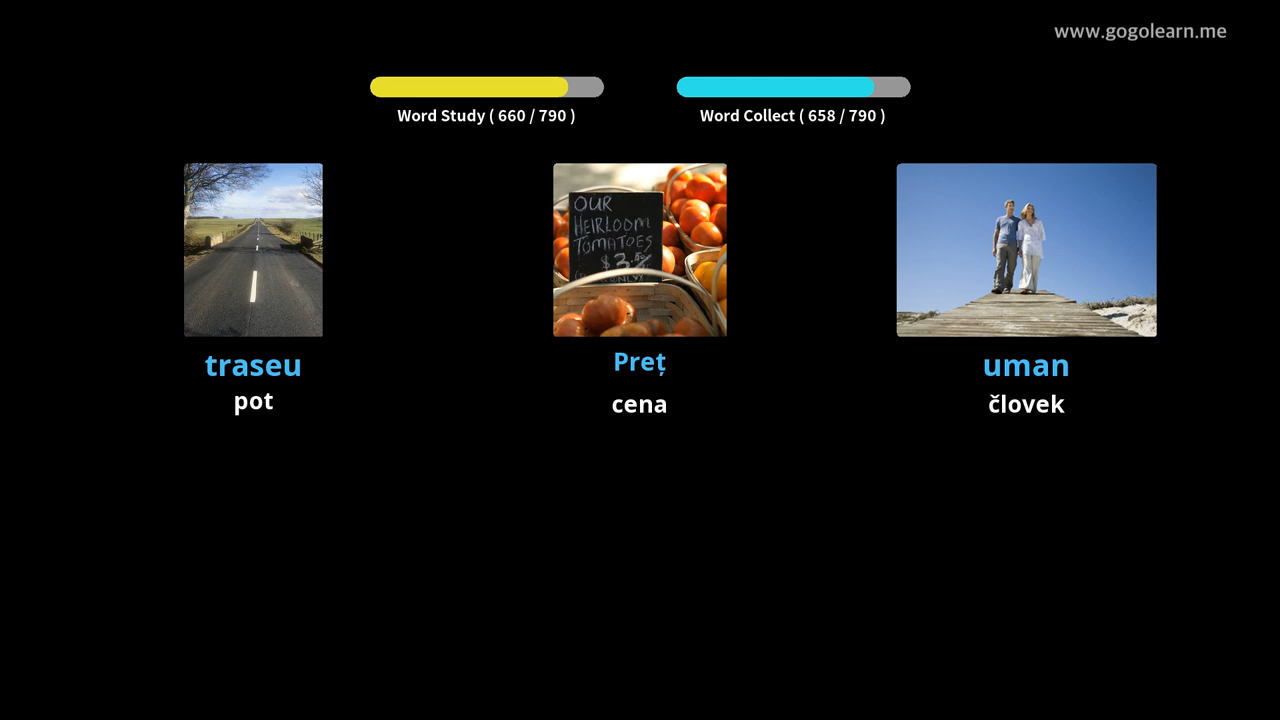 www.gogolearn.me
Word Study ( 660 / 790 )
Word Collect ( 658 / 790 )
OUR
HEIRLOOM
TOMATOES
traseu
Preț
uman
pot
cena
človek